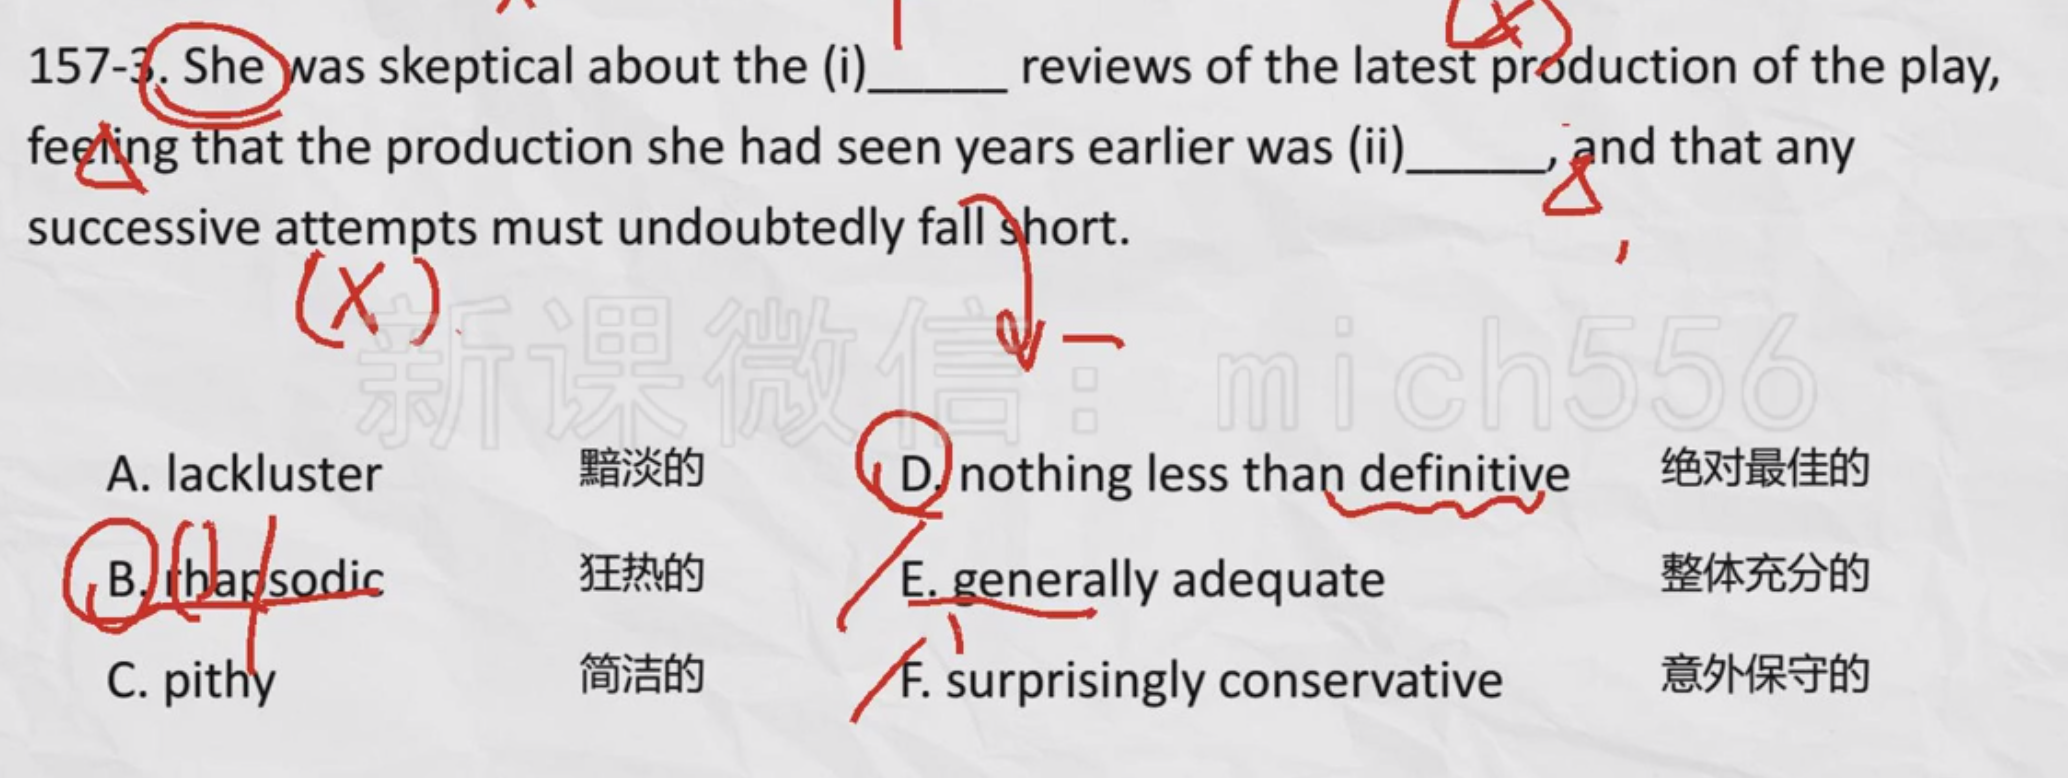 157-3. She was skeptical about the (i)______ reviews of the latest production of the play,
feeling that the production she had seen years earlier was (ii)______, and that any
successive attempts must undoubtedly fall short.
(X)
(X)
新课微信: mich556
A. lackluster 黯淡的 D. nothing less than definitive 绝对最佳的
B. rhapsodic 狂热的 E. generally adequate 整体充分的
C. pithy 简洁的 F. surprisingly conservative 意外保守的